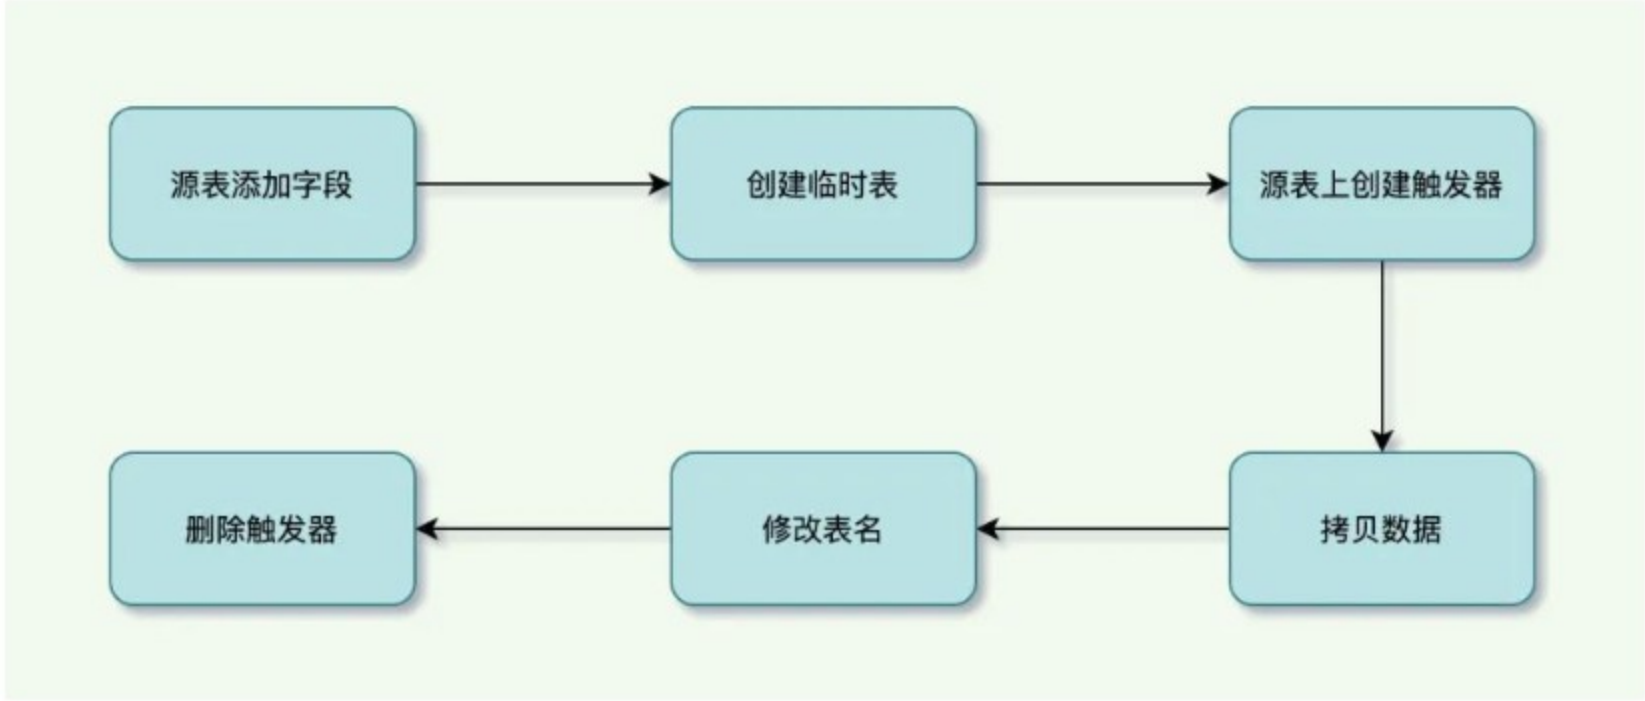 源表添加字段
创建临时表
源表上创建触发器
拷贝数据
修改表名
删除触发器